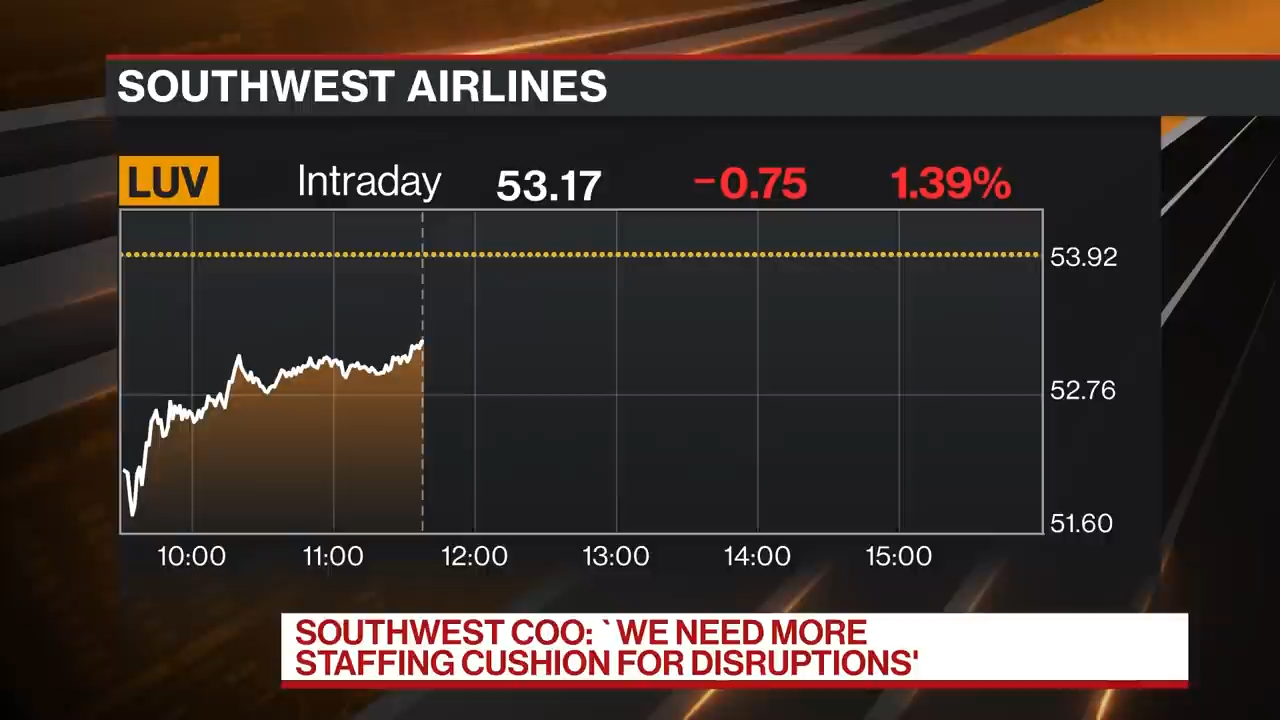 SOUTHWEST AIRLINES
LUV Intraday 53.17 -0.75 1.39%
53.92
52.76
51.60
10:00 11:00 12:00 13:00 14:00 15:00
SOUTHWEST COO: `WE NEED MORE
STAFFING CUSHION FOR DISRUPTIONS'